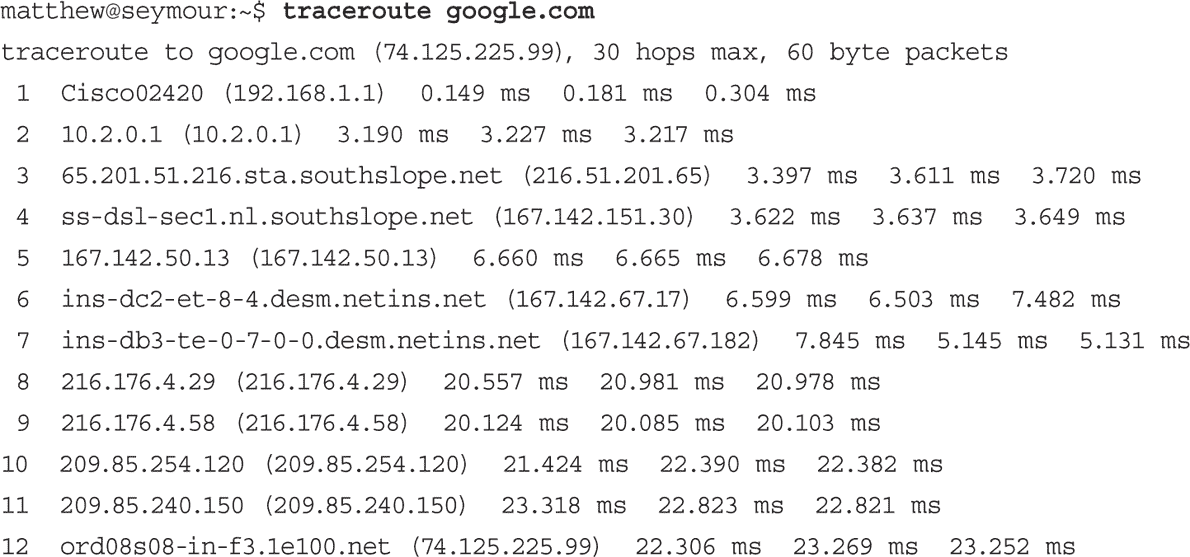 matthew@seymour:~$ traceroute google.com
traceroute to google.com (74.125.225.99), 30 hops max, 60 byte packets
1 Cisco02420 (192.168.1.1) 0.149 ms 0.181 ms 0.304 ms
2 10.2.0.1 (10.2.0.1) 3.190 ms 3.227 ms 3.217 ms
3 65.201.51.216.sta.southslope.net (216.51.201.65) 3.397 ms 3.611 ms 3.720 ms
4 ss-dsl-sec1.nl.southslope.net (167.142.151.30) 3.622 ms 3.637 ms 3.649 ms
5 167.142.50.13 (167.142.50.13) 6.660 ms 6.665 ms 6.678 ms
6 ins-dc2-et-8-4.desm.netins.net (167.142.67.17) 6.599 ms 6.503 ms 7.482 ms
7 ins-db3-te-0-7-0-0.desm.netins.net (167.142.67.182) 7.845 ms 5.145 ms 5.131 ms
8 216.176.4.29 (216.176.4.29) 20.557 ms 20.981 ms 20.978 ms
9 216.176.4.58 (216.176.4.58) 20.124 ms 20.085 ms 20.103 ms
10 209.85.254.120 (209.85.254.120) 21.424 ms 22.390 ms 22.382 ms
11 209.85.240.150 (209.85.240.150) 23.318 ms 22.823 ms 22.821 ms
12 ord08s08-in-f3.1e100.net (74.125.225.99) 22.306 ms 23.269 ms 23.252 ms